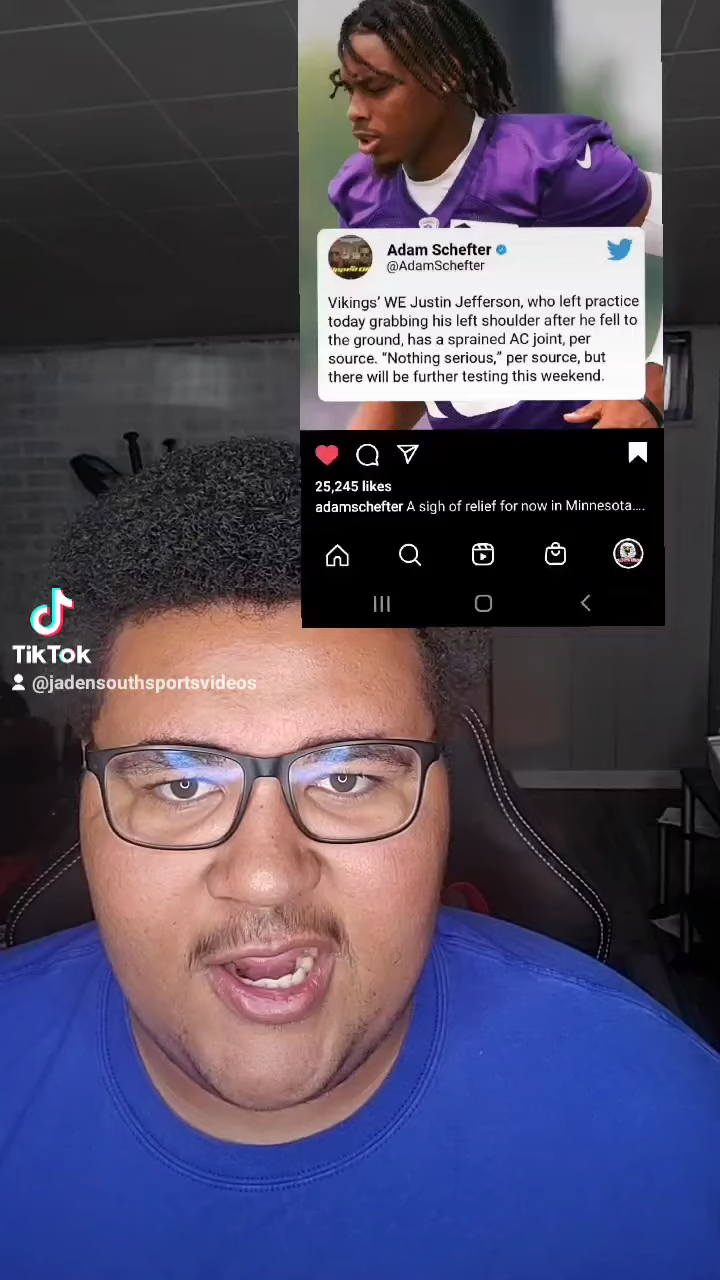 Adam Schefter
@AdamSchefter
Vikings’ WE Justin Jefferson, who left practice
today grabbing his left shoulder after he fell to
the ground, has a sprained AC joint, per
source. “Nothing serious,” per source, but
there will be further testing this weekend.
25,245 likes
adamschefter A sigh of relief for now in Minnesota....
TikTok
@jadensouthsportsvideos